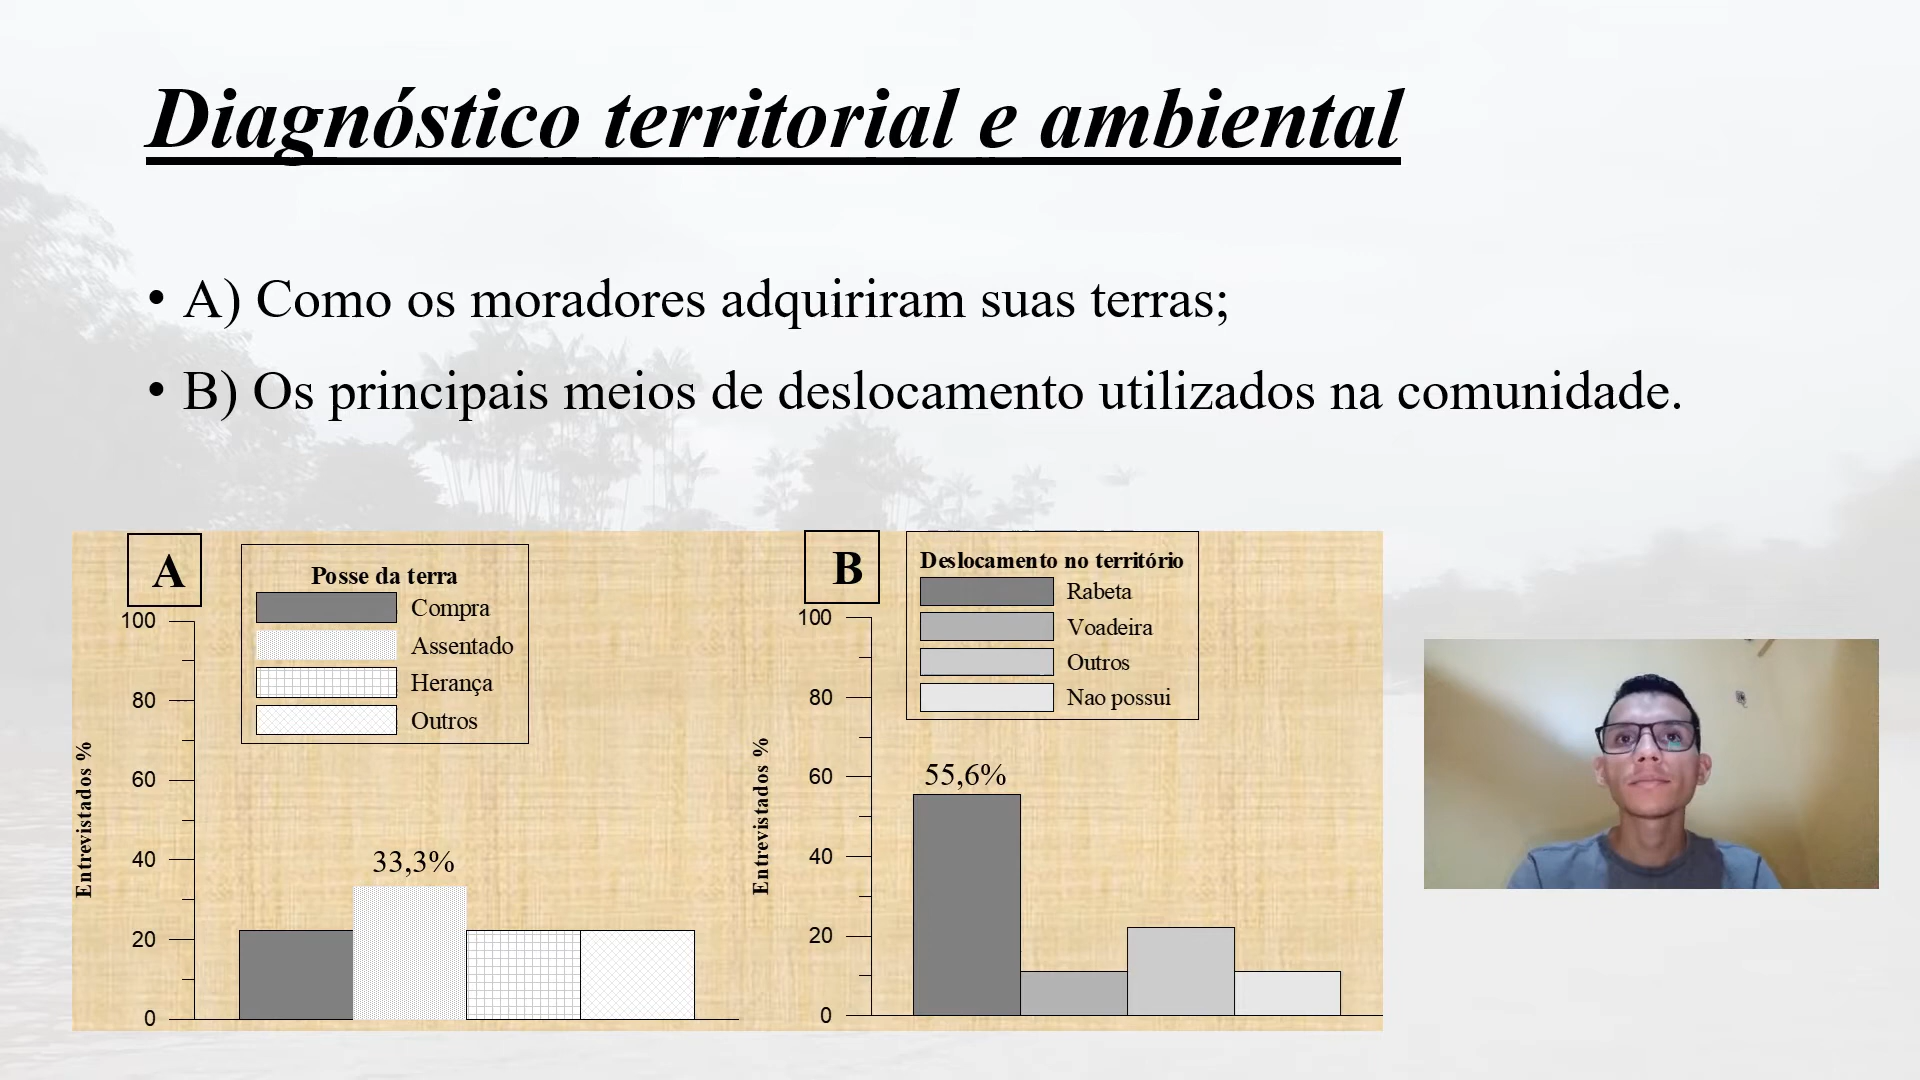 Diagnóstico territorial e ambiental
• A) Como os moradores adquiriram suas terras;
• B) Os principais meios de deslocamento utilizados na comunidade.
A
Posse da terra
Compra
Assentado
Herança
Outros
Entrevistados %
100
80
60
40
20
0
33,3%
B
Deslocamento no território
Rabeta
Voadeira
Outros
Nao possui
Entrevistados %
100
80
60
40
20
0
55,6%